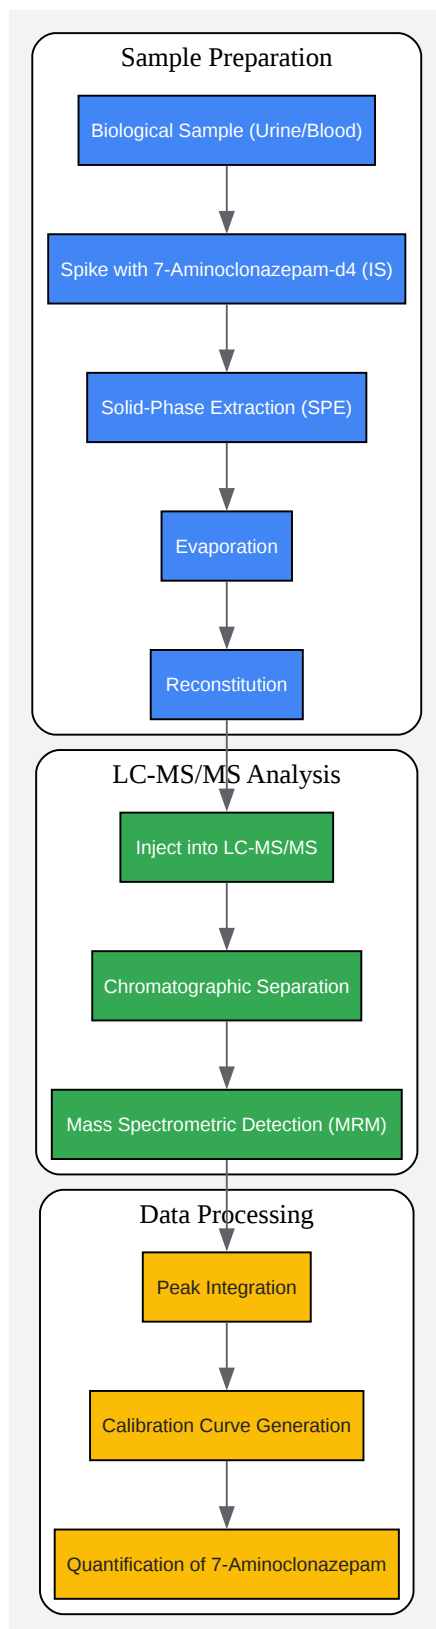 Sample Preparation
Biological Sample (Urine/Blood)
Spike with 7-Aminoclonazepam-d4 (IS)
Solid-Phase Extraction (SPE)
Evaporation
Reconstitution
LC-MS/MS Analysis
Inject into LC-MS/MS
Chromatographic Separation
Mass Spectrometric Detection (MRM)
Data Processing
Peak Integration
Calibration Curve Generation
Quantification of 7-Aminoclonazepam